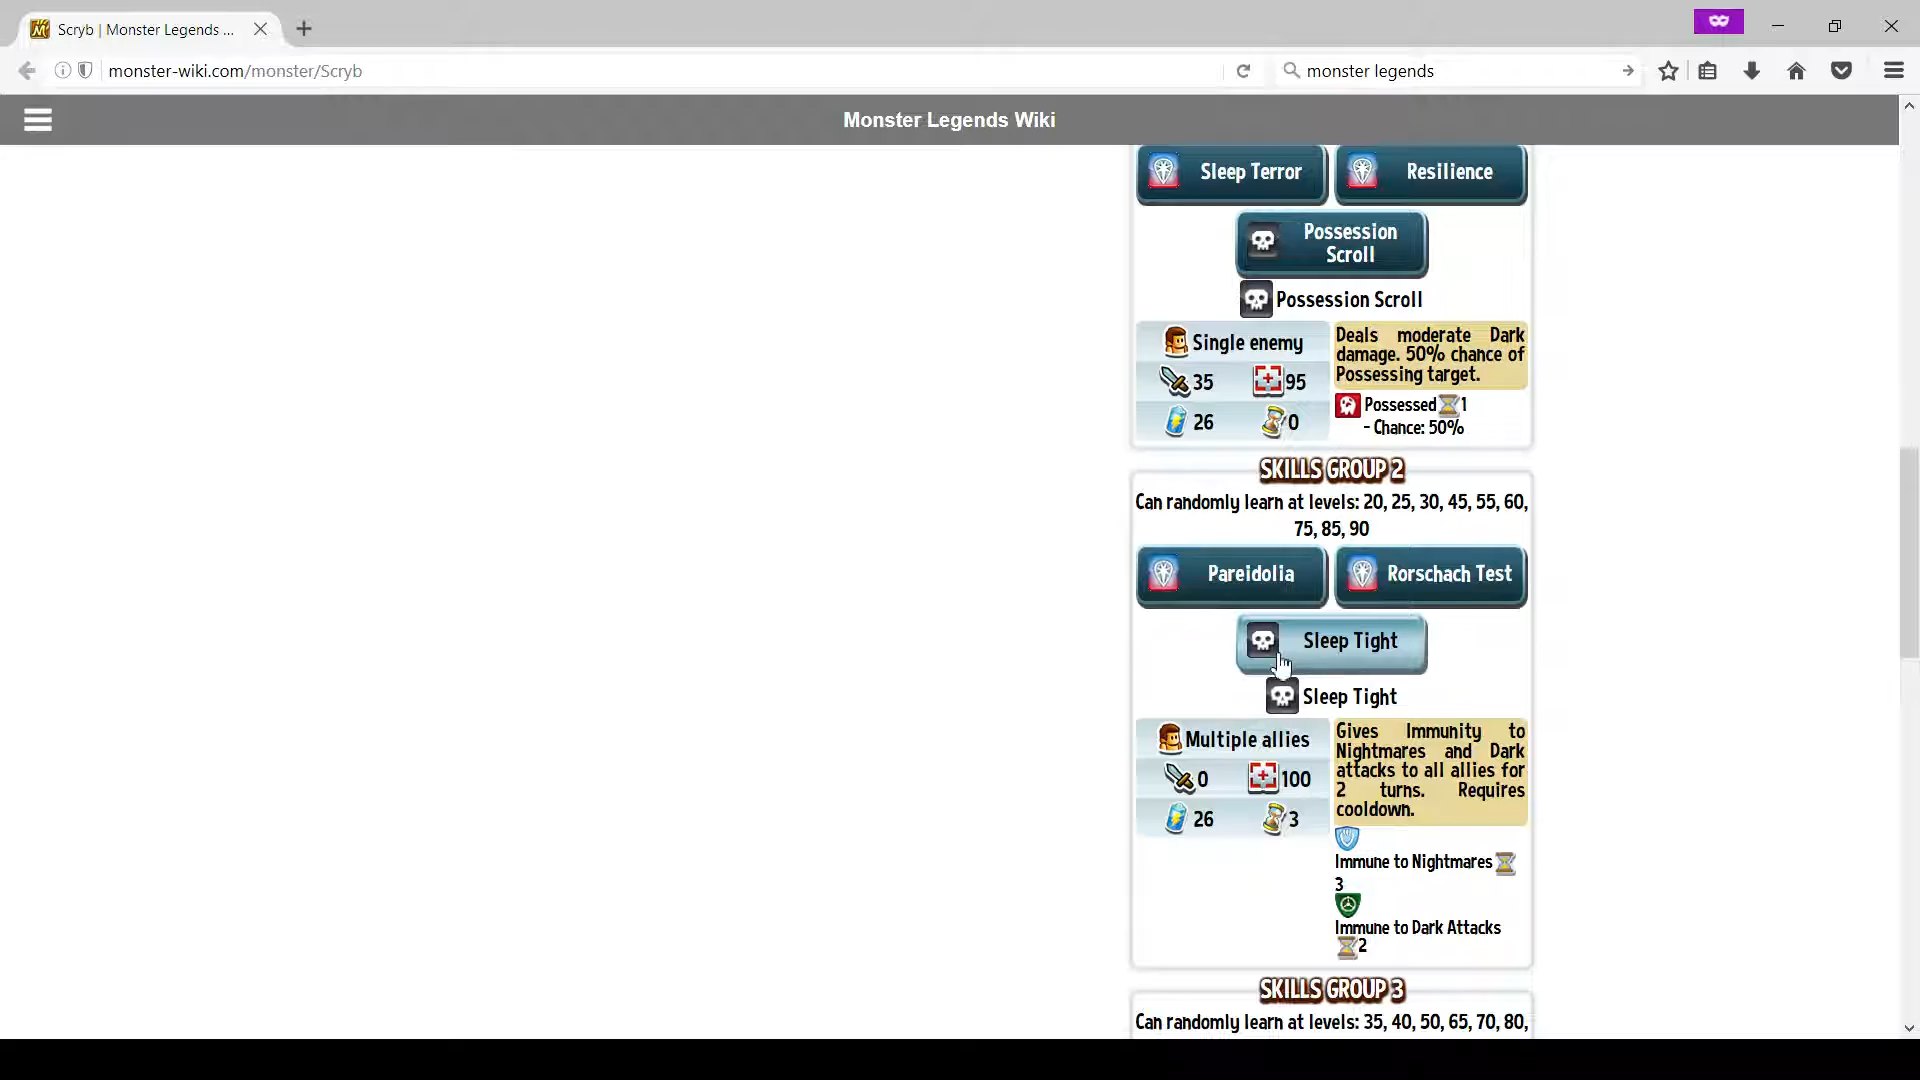 Scryb | Monster Legends ...
monster-wiki.com/monster/Scryb
monster legends
Monster Legends Wiki
Sleep Terror
Resilience
Possession
Scroll
Possession Scroll
Single enemy
35
95
26
0
Deals moderate Dark
damage. 50% chance of
Possessing target.
Possessed 1
- Chance: 50%
SKILLS GROUP 2
Can randomly learn at levels: 20, 25, 30, 45, 55, 60,
75, 85, 90
Pareidolia
Rorschach Test
Sleep Tight
Sleep Tight
Multiple allies
0
100
26
3
Gives Immunity to
Nightmares and Dark
attacks to all allies for
2 turns. Requires
cooldown.
Immune to Nightmares
3
Immune to Dark Attacks
2
SKILLS GROUP 3
Can randomly learn at levels: 35, 40, 50, 65, 70, 80,